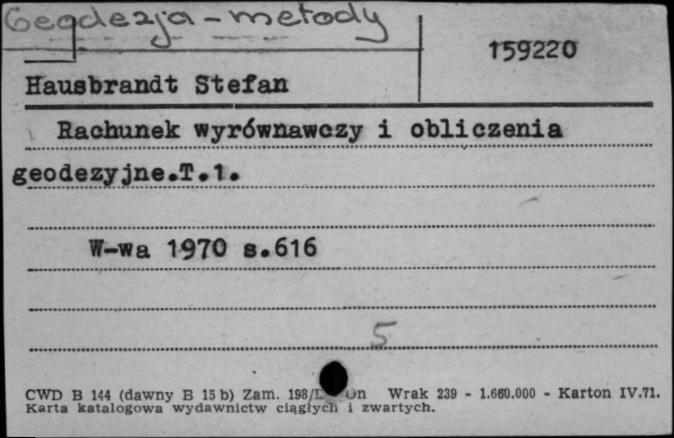 Geodezja - metody
159220
Hausbrandt Stefan
Rachunek wyrównawczy i obliczenia
geodezyjne.T.1.
W-wa 1970 s.616
5
CWD B 144 (dawny B 15 b) Zam. 198/ Wrak 239 - 1.660.000 - Karton IV.71.
Karta katalogowa wydawnictw ciągłych i zwartych.